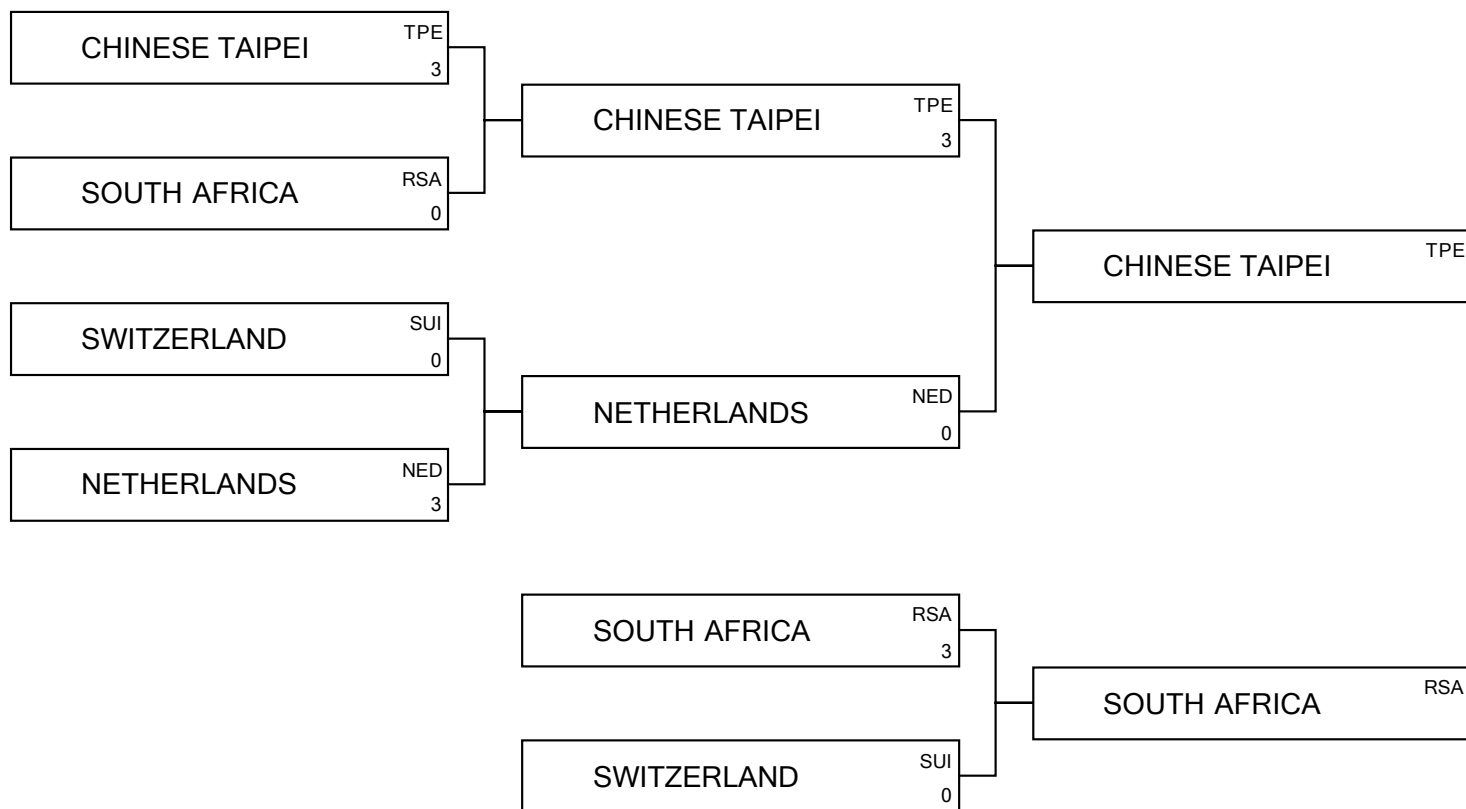 CHINESE TAIPEI TPE
3
SOUTH AFRICA RSA
0
SWITZERLAND SUI
0
NETHERLANDS NED
3
CHINESE TAIPEI TPE
3
NETHERLANDS NED
0
CHINESE TAIPEI TPE
SOUTH AFRICA RSA
3
SWITZERLAND SUI
0
SOUTH AFRICA RSA